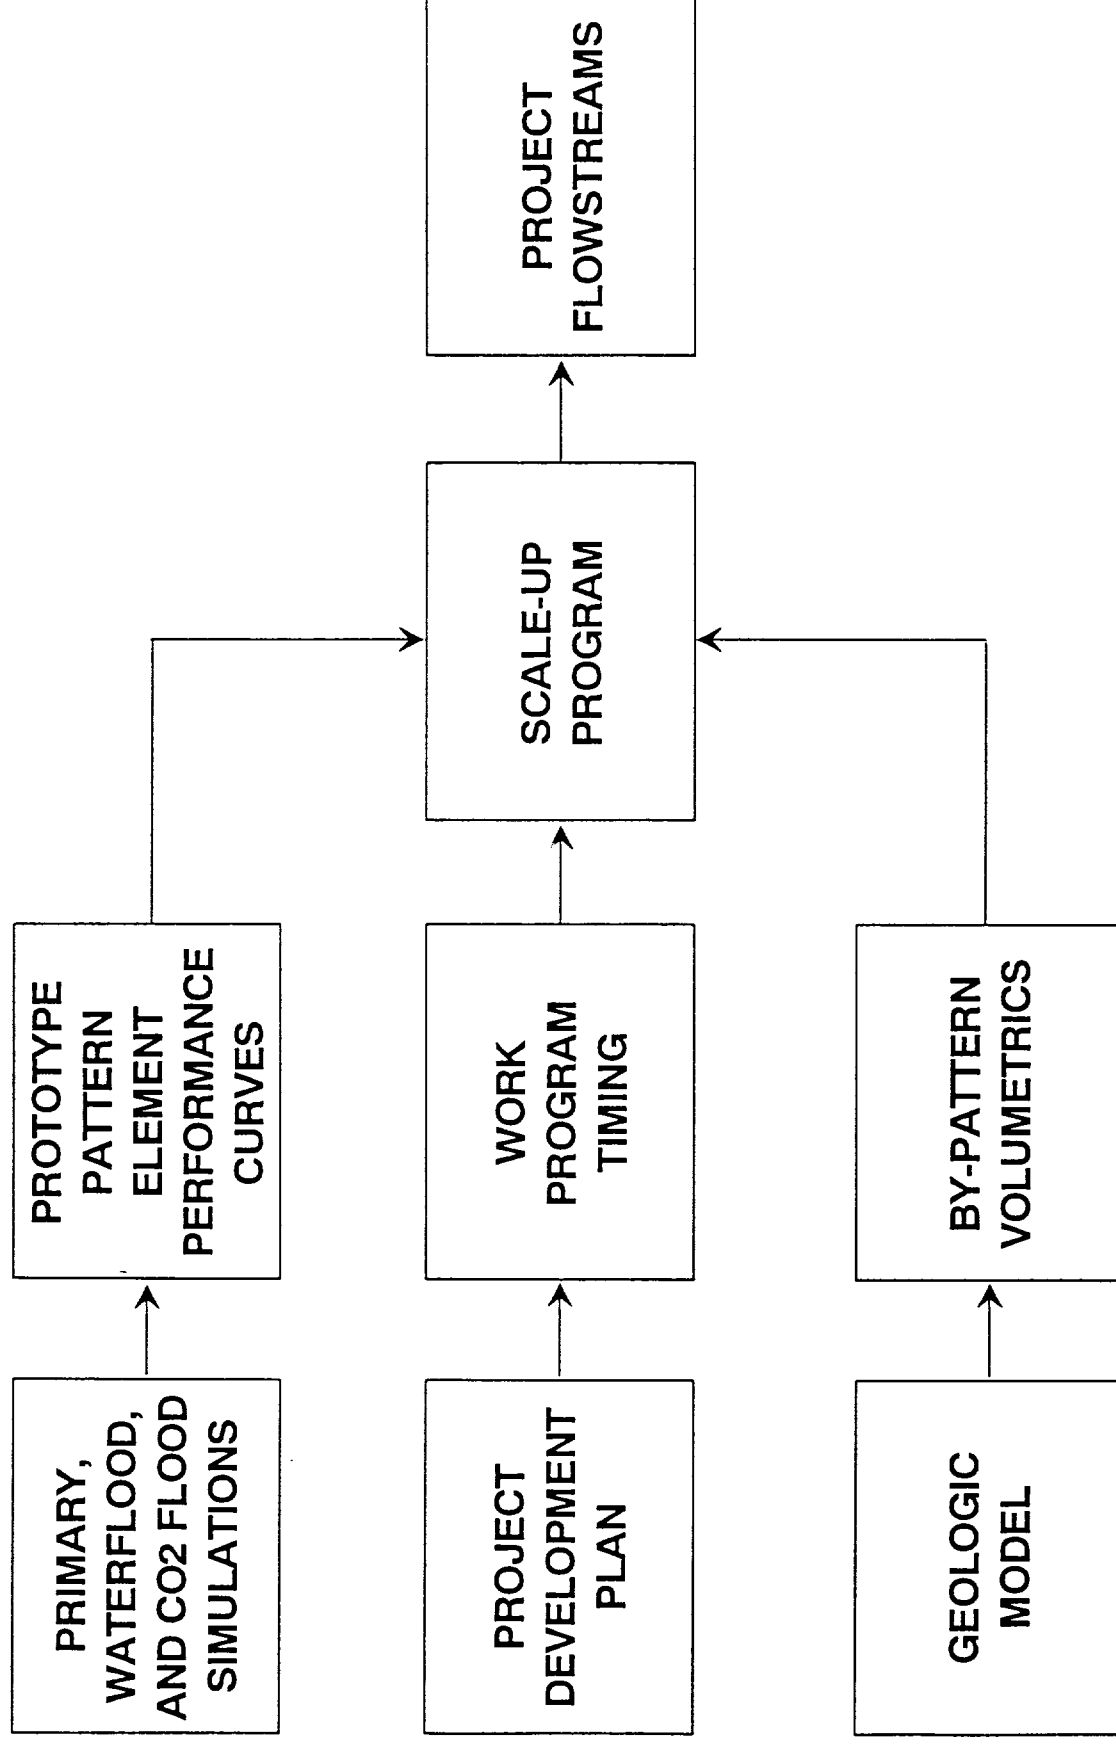 PRIMARY,
WATERFLOOD,
AND CO2 FLOOD
SIMULATIONS
PROTOTYPE
PATTERN
ELEMENT
PERFORMANCE
CURVES
PROJECT
DEVELOPMENT
PLAN
WORK
PROGRAM
TIMING
SCALE-UP
PROGRAM
PROJECT
FLOWSTREAMS
GEOLOGIC
MODEL
BY-PATTERN
VOLUMETRICS